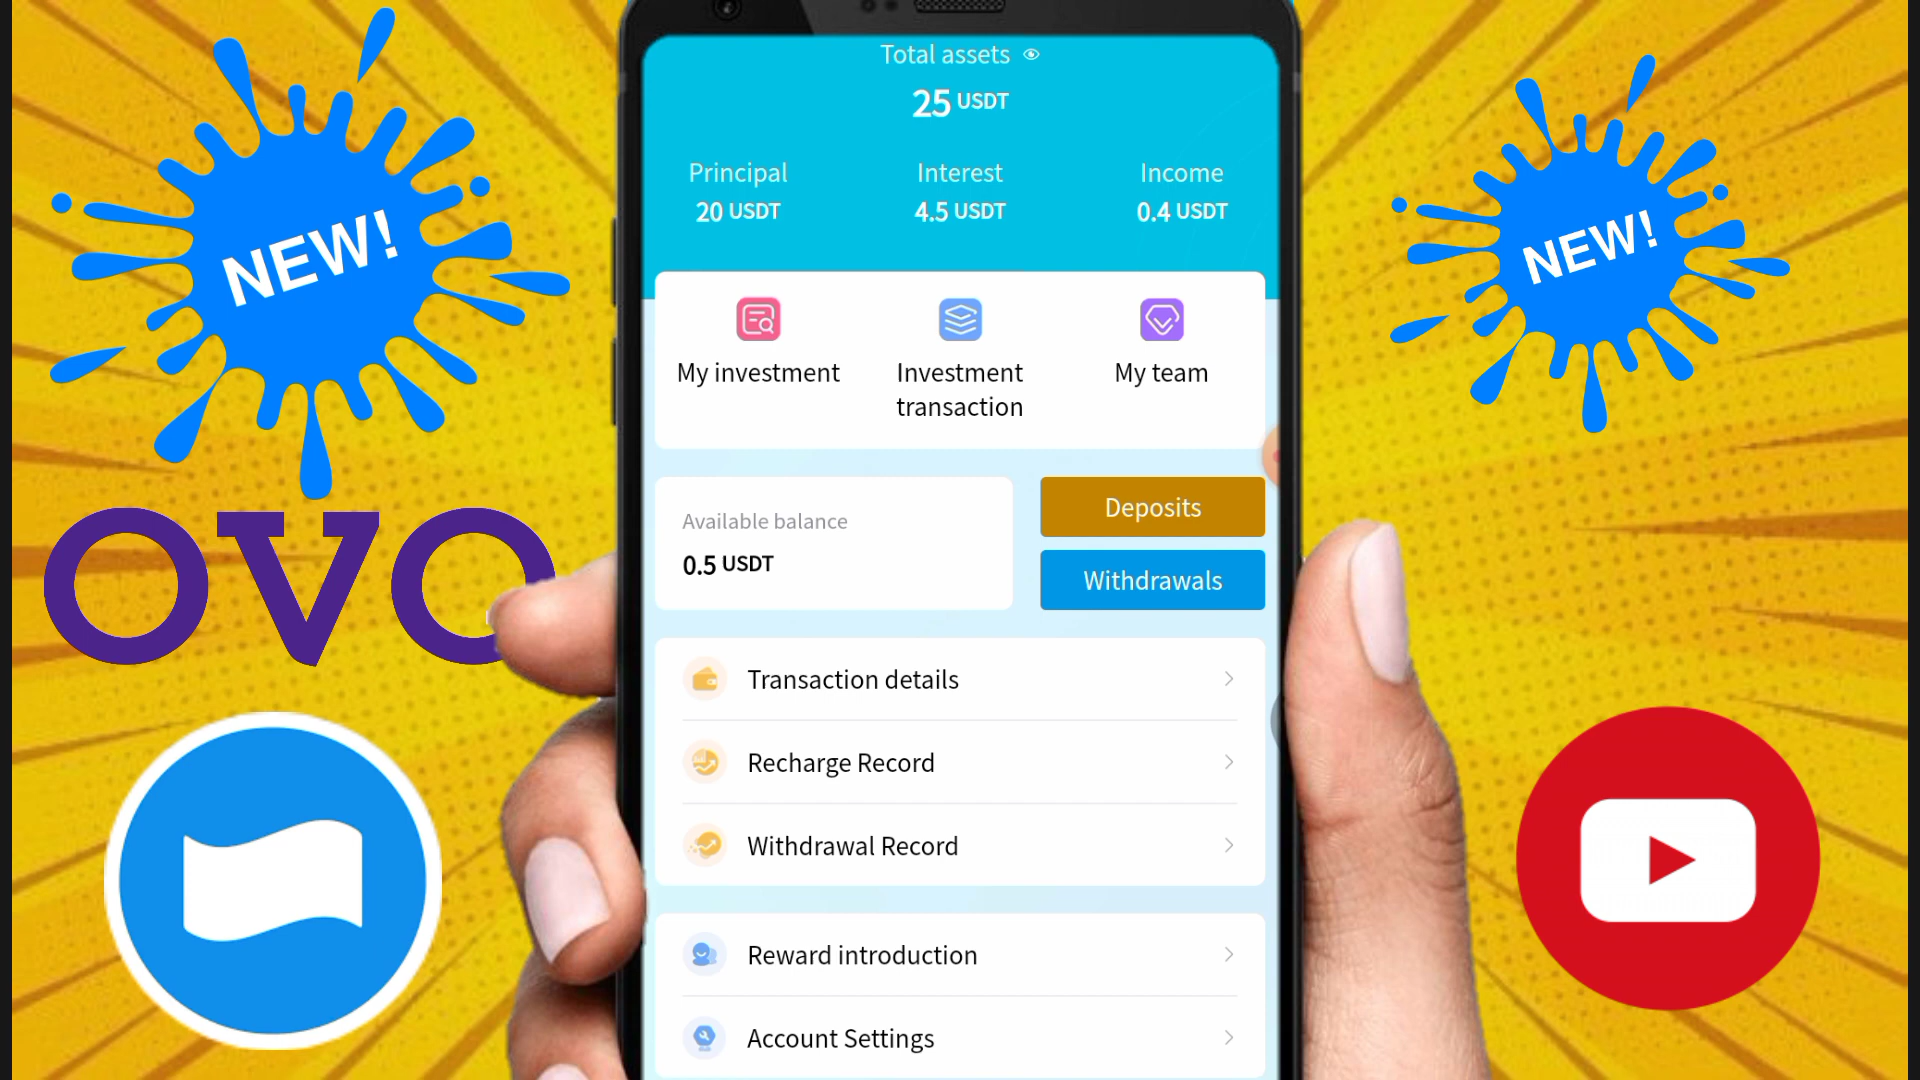 Total assets
25 USDT
Principal
Interest
Income
20 USDT
4.5 USDT
0.4 USDT
NEW!
NEW!
My investment
Investment
transaction
My team
Available balance
0.5 USDT
Deposits
Withdrawals
OVO
Transaction details
Recharge Record
Withdrawal Record
Reward introduction
Account Settings